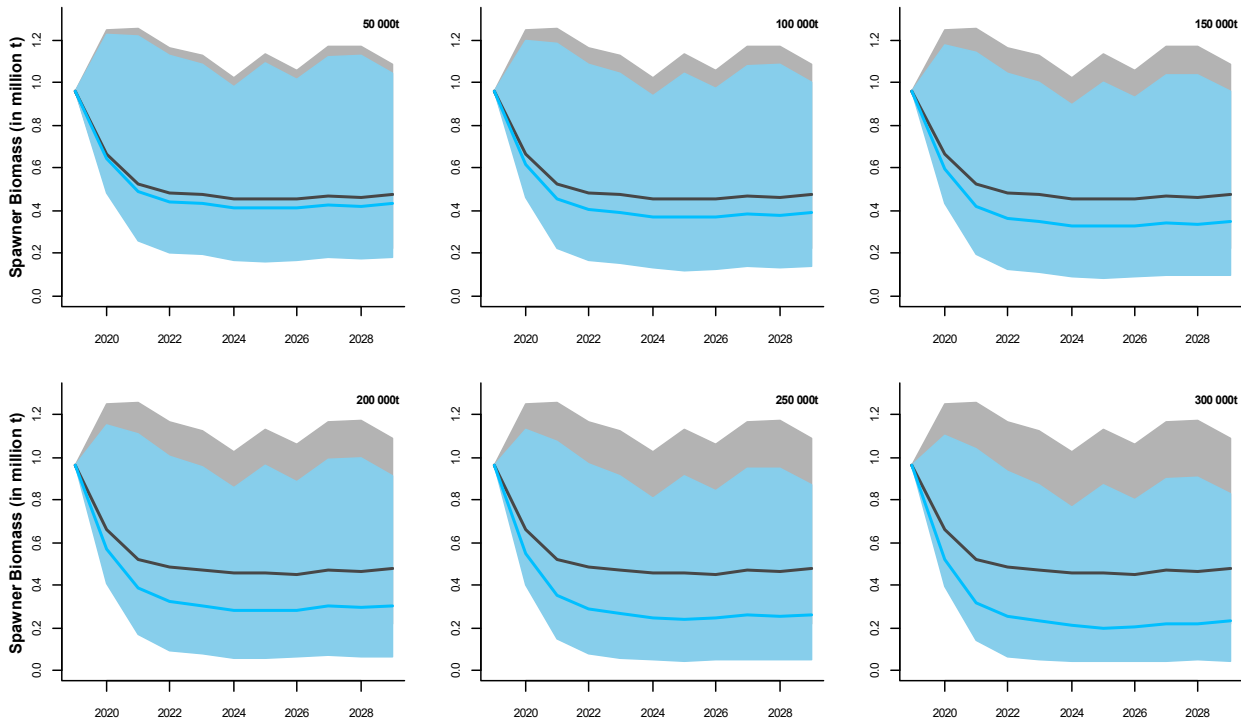 50 000t
100 000t
150 000t
Spawner Biomass (in million t)
0.0 0.2 0.4 0.6 0.8 1.0 1.2
0.0 0.2 0.4 0.6 0.8 1.0 1.2
0.0 0.2 0.4 0.6 0.8 1.0 1.2
2020 2022 2024 2026 2028
2020 2022 2024 2026 2028
2020 2022 2024 2026 2028
200 000t
250 000t
300 000t
Spawner Biomass (in million t)
0.0 0.2 0.4 0.6 0.8 1.0 1.2
0.0 0.2 0.4 0.6 0.8 1.0 1.2
0.0 0.2 0.4 0.6 0.8 1.0 1.2
2020 2022 2024 2026 2028
2020 2022 2024 2026 2028
2020 2022 2024 2026 2028